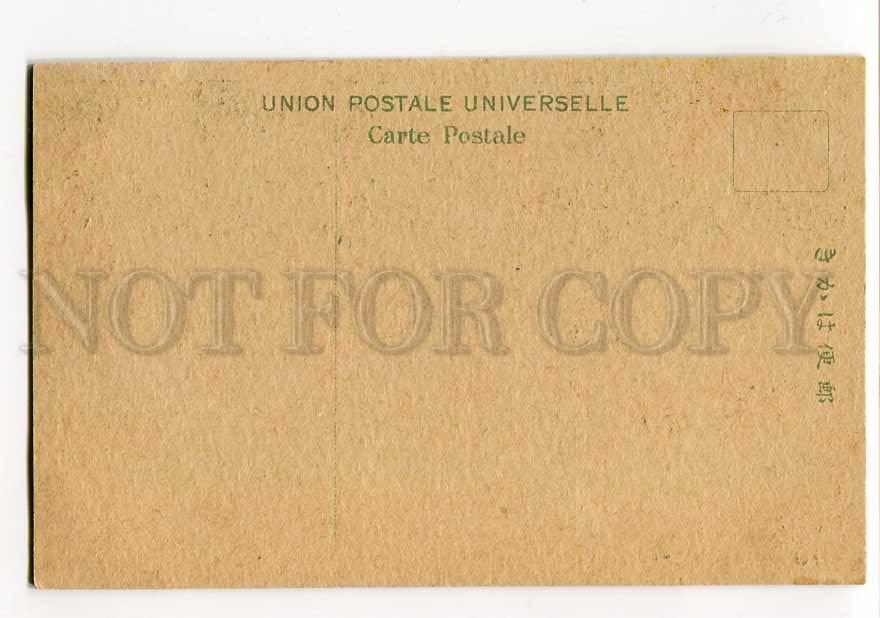 UNION POSTALE UNIVERSELLE
Carte Postale
きかは便郵
NOT FOR COPY